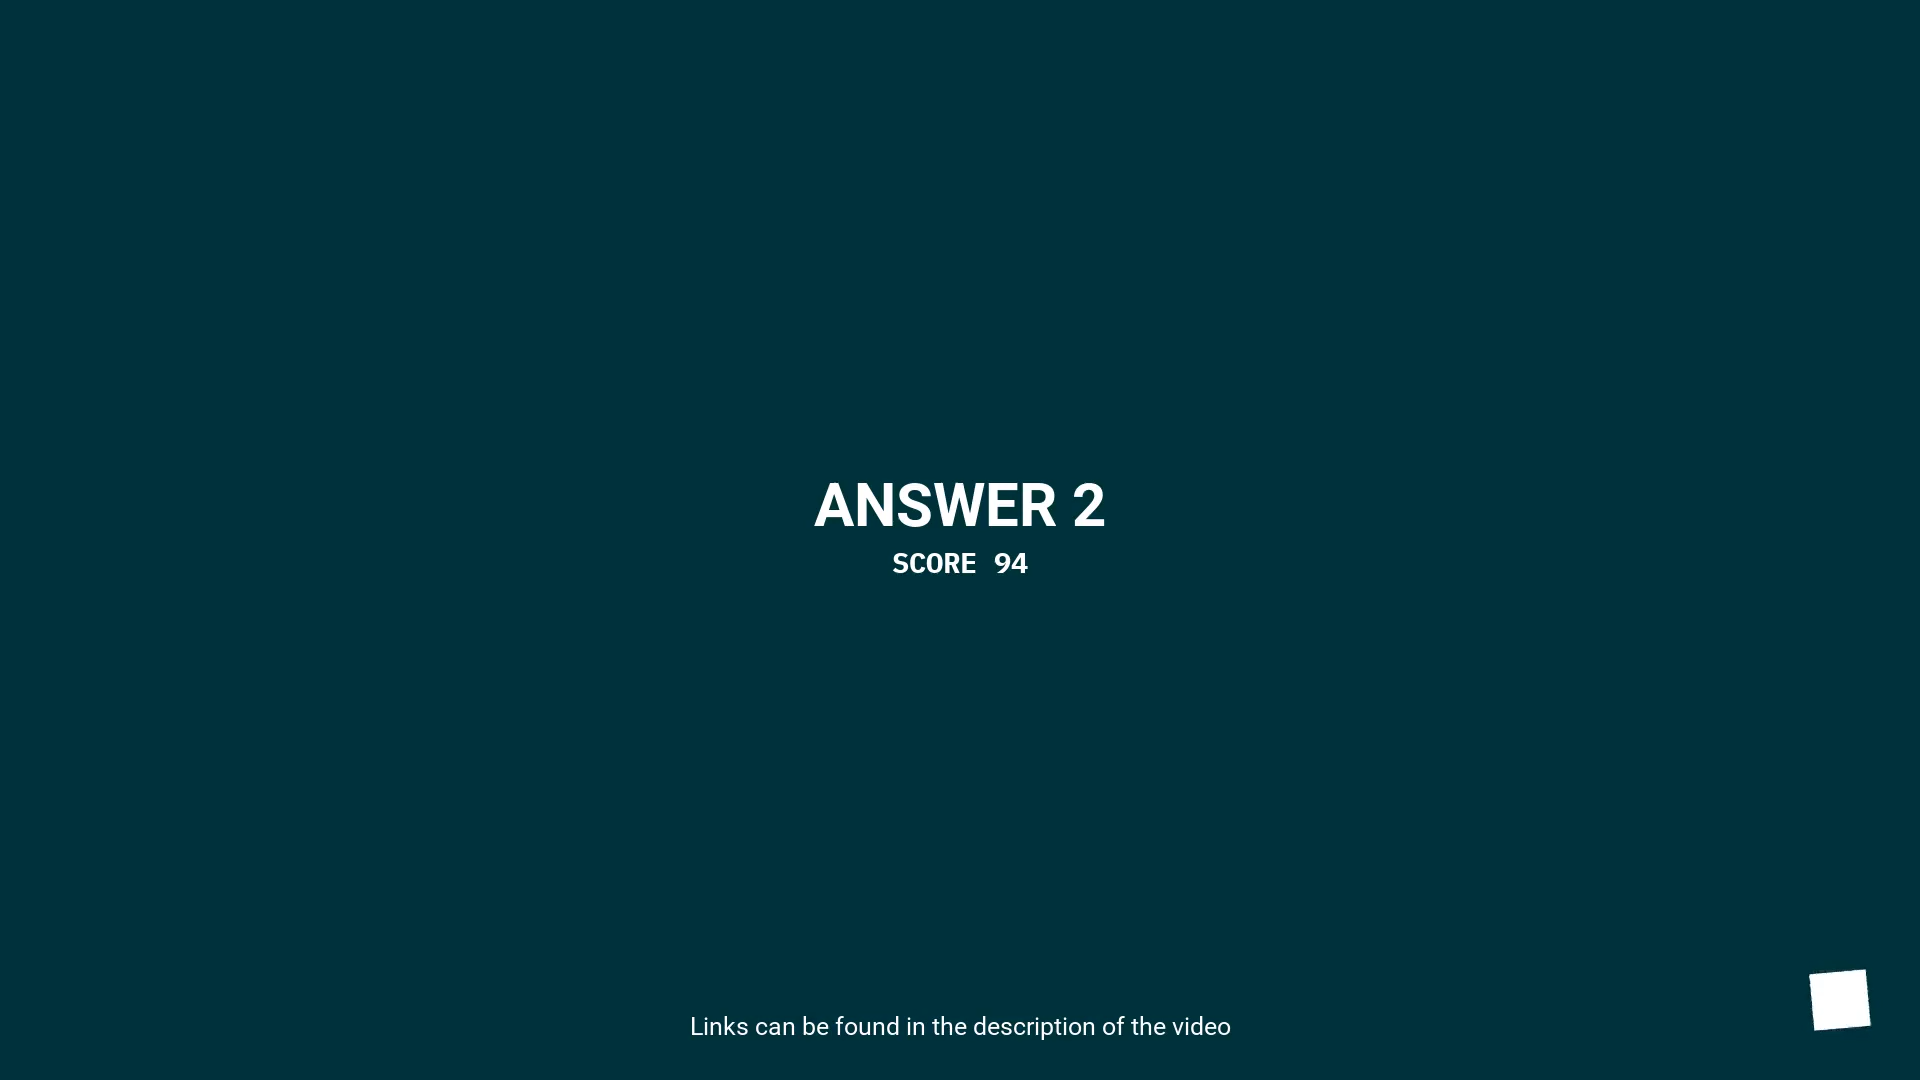 ANSWER 2
SCORE 94
Links can be found in the description of the video